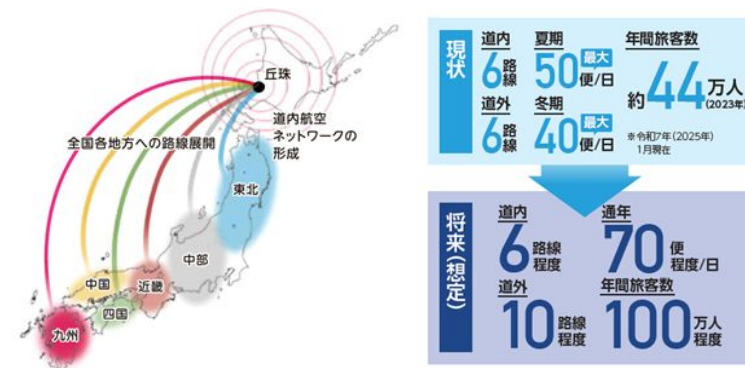 丘珠
道内航空
ネットワークの
形成
全国各地方への路線展開
東北
中部
中国
近畿
四国
九州
現状
道内
6路線
夏期
最大
50便/日
道外
6路線
冬期
最大
40便/日
年間旅客数
約44万人
(2023年)
※令和7年(2025年)
1月現在
将来(想定)
道内
6路線程度
通年
70便程度/日
道外
10路線程度
年間旅客数
100万人程度